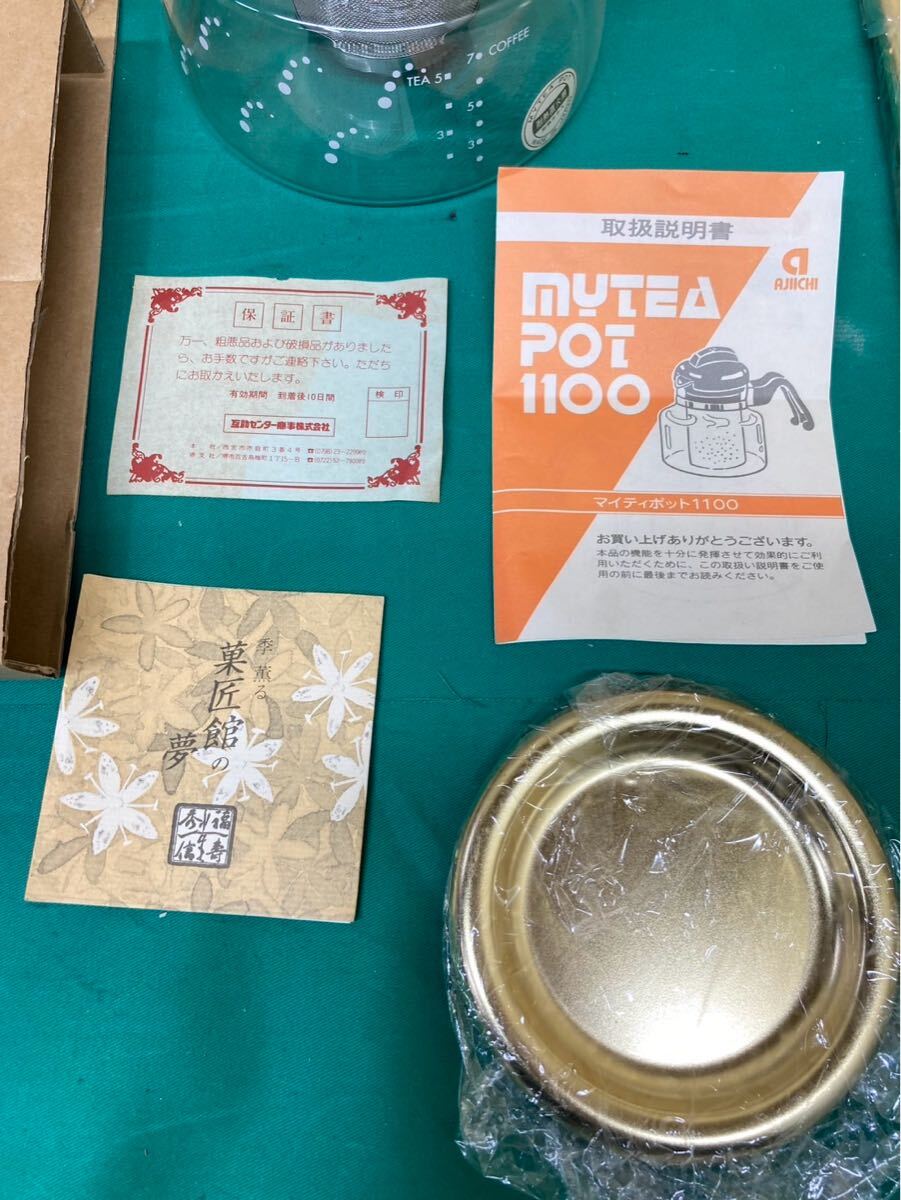 7 COFFEE
TEA 5
5
3
3
取扱説明書
AJIICHI
MYTEA
POT
1100
マイティポット1100
お買い上げありがとうございます。
本品の機能を十分に発揮させて効果的にご利
用いただくために、この取扱い説明書をご使
用の前に最後までお読みください。
保証書
万一、粗悪品および破損品がありました
ら、お手数ですがご連絡下さい。ただち
にお取かえいたします。
有効期間 到着後10日間
検印
互助センター商事株式会社
季薫る
菓匠館の
夢
福寿